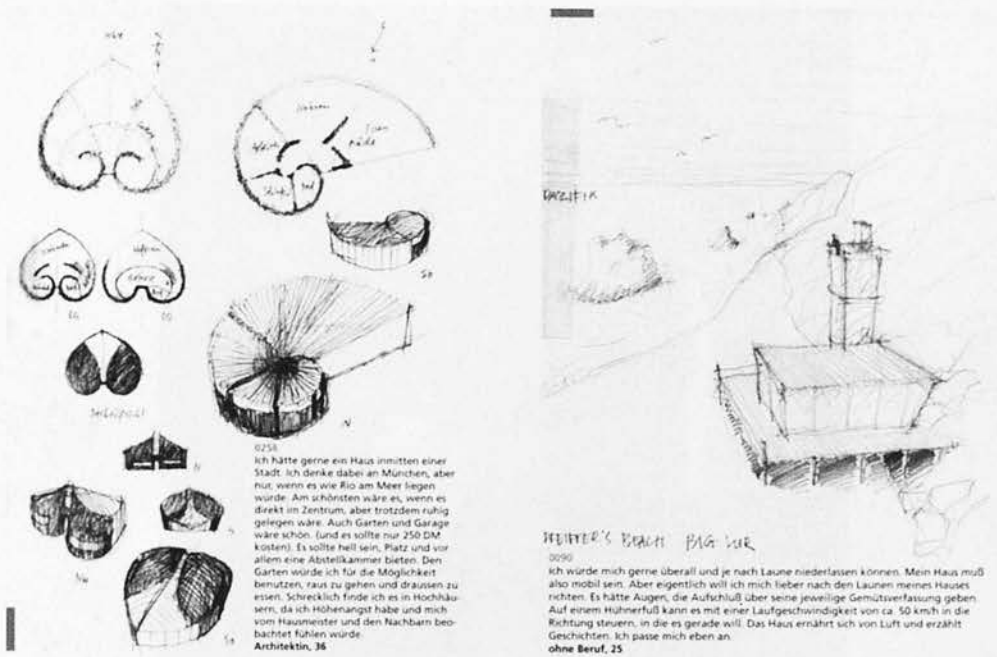 Wohnen
Bad
EG
OG
SO
N
N
S
NW
SO
0258
Ich hätte gerne ein Haus inmitten einer
Stadt. Ich denke dabei an München, aber
nur, wenn es wie Rio am Meer liegen
würde. Am schönsten wäre es, wenn es
direkt im Zentrum, aber trotzdem ruhig
gelegen wäre. Auch Garten und Garage
wäre schön. (und es sollte nur 250 DM
kosten). Es sollte hell sein, Platz und vor
allem eine Abstellkammer bieten. Den
Garten würde ich für die Möglichkeit
benutzen, raus zu gehen und draussen zu
essen. Schrecklich finde ich es in Hochhäu-
sern, da ich Höhenangst habe und mich
vom Hausmeister und den Nachbarn beo-
bachtet fühlen würde.
Architektin, 36
PAZIFIK
PFEIFFER'S BEACH BIG SUR
0090
Ich würde mich gerne überall und je nach Laune niederlassen können. Mein Haus muß
also mobil sein. Aber eigentlich will ich mich lieber nach den Launen meines Hauses
richten. Es hätte Augen, die Aufschluß über seine jeweilige Gemütsverfassung geben.
Auf einem Hühnerfuß kann es mit einer Laufgeschwindigkeit von ca. 50 km/h in die
Richtung steuern, in die es gerade will. Das Haus ernährt sich von Luft und erzählt
Geschichten. Ich passe mich eben an.
ohne Beruf, 25